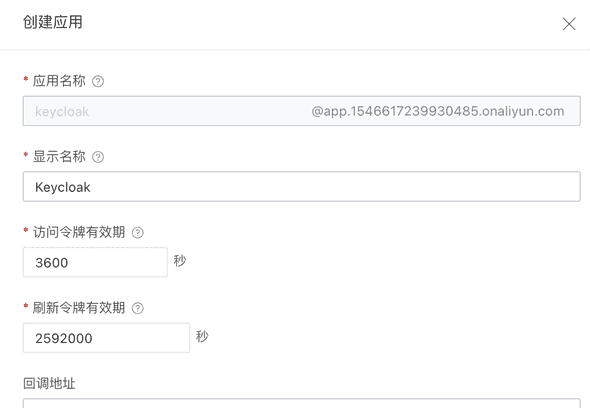 创建应用
* 应用名称
keycloak @app.1546617239930485.onaliyun.com
* 显示名称
Keycloak
* 访问令牌有效期
3600 秒
* 刷新令牌有效期
2592000 秒
回调地址